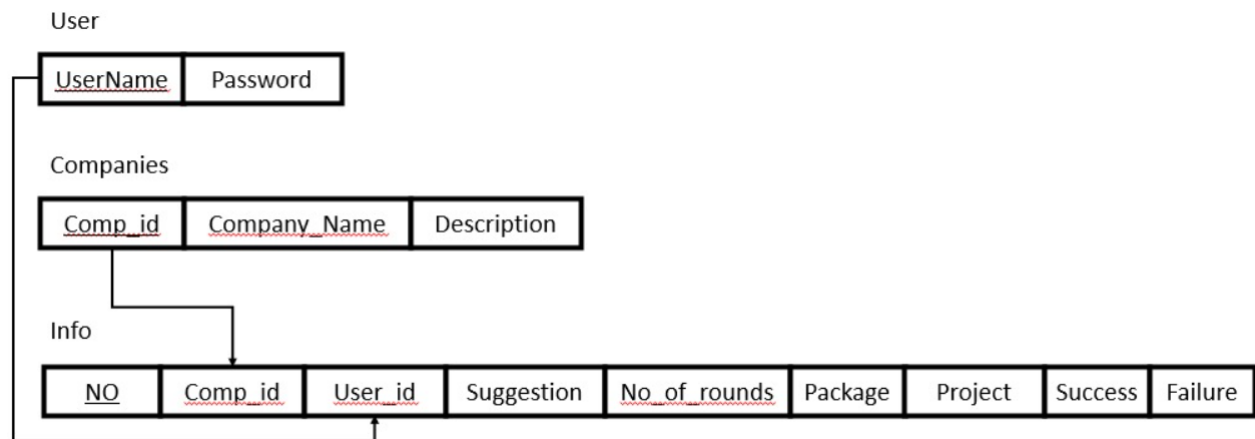 User
UserName Password
Companies
Comp_id Company_Name Description
Info
NO Comp_id User_id Suggestion No_of_rounds Package Project Success Failure